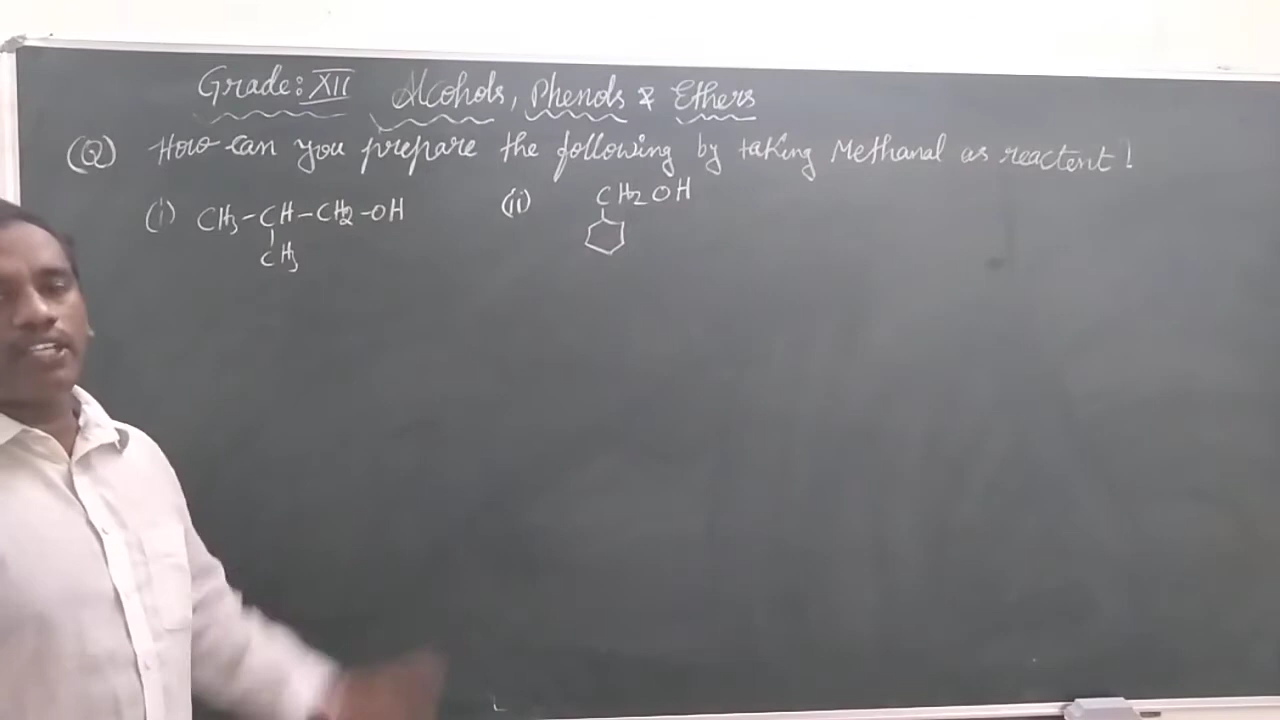 Grade: XII Alcohols, Phenols & Ethers
(Q) How can you prepare the following by taking Methanal as reactent!
(i) CH3-CH-CH2-OH (ii) CH2OH
CH3